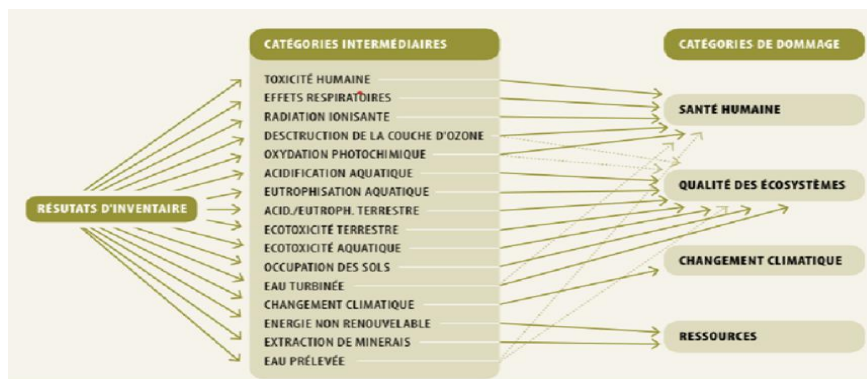 CATÉGORIES INTERMÉDIAIRES
CATÉGORIES DE DOMMAGE
TOXICITÉ HUMAINE
EFFETS RESPIRATOIRES
RADIATION IONISANTE
DESCTRUCTION DE LA COUCHE D'OZONE
OXYDATION PHOTOCHIMIQUE
ACIDIFICATION AQUATIQUE
EUTROPHISATION AQUATIQUE
ACID./EUTROPH. TERRESTRE
ECOTOXICITÉ TERRESTRE
ECOTOXICITÉ AQUATIQUE
OCCUPATION DES SOLS
EAU TURBINÉE
CHANGEMENT CLIMATIQUE
ENERGIE NON RENOUVELABLE
EXTRACTION DE MINERAIS
EAU PRÉLEVÉE
RÉSUTATS D'INVENTAIRE
SANTÉ HUMAINE
QUALITÉ DES ÉCOSYSTÈMES
CHANGEMENT CLIMATIQUE
RESSOURCES